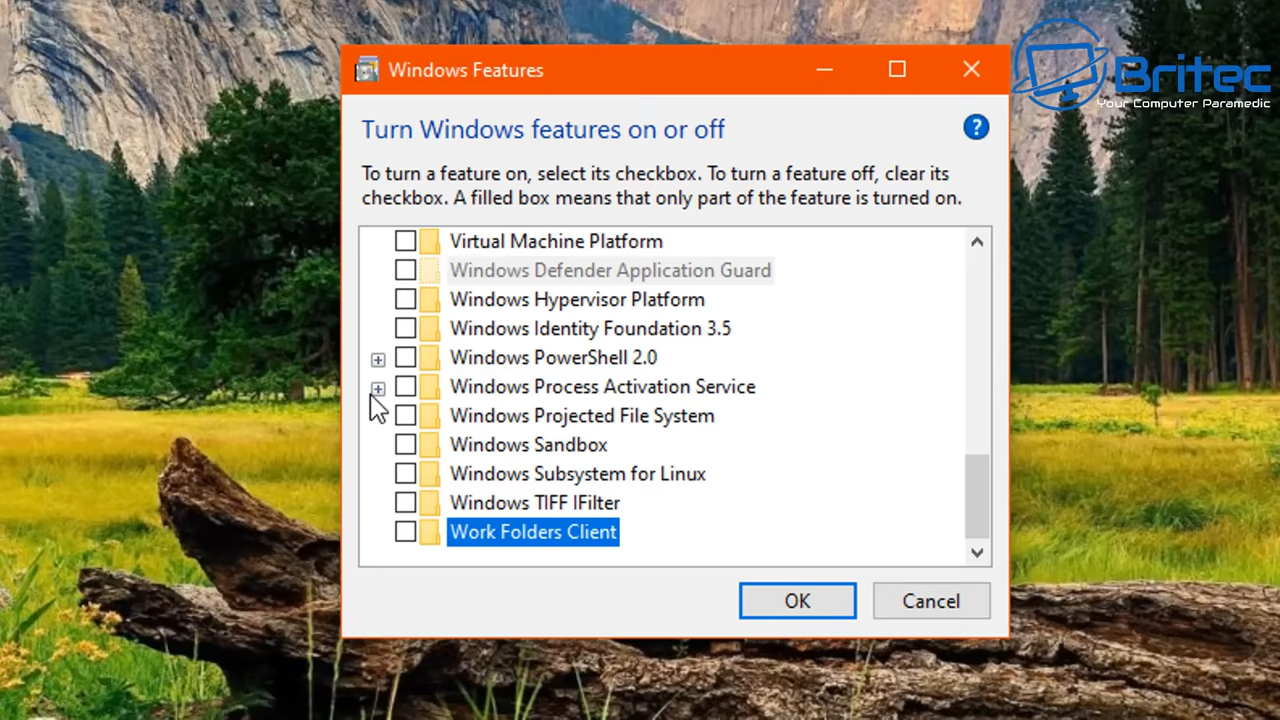 Britec
Your Computer Paramedic
Windows Features
Turn Windows features on or off
?
To turn a feature on, select its checkbox. To turn a feature off, clear its
checkbox. A filled box means that only part of the feature is turned on.
Virtual Machine Platform
Windows Defender Application Guard
Windows Hypervisor Platform
Windows Identity Foundation 3.5
Windows PowerShell 2.0
Windows Process Activation Service
Windows Projected File System
Windows Sandbox
Windows Subsystem for Linux
Windows TIFF IFilter
Work Folders Client
OK
Cancel